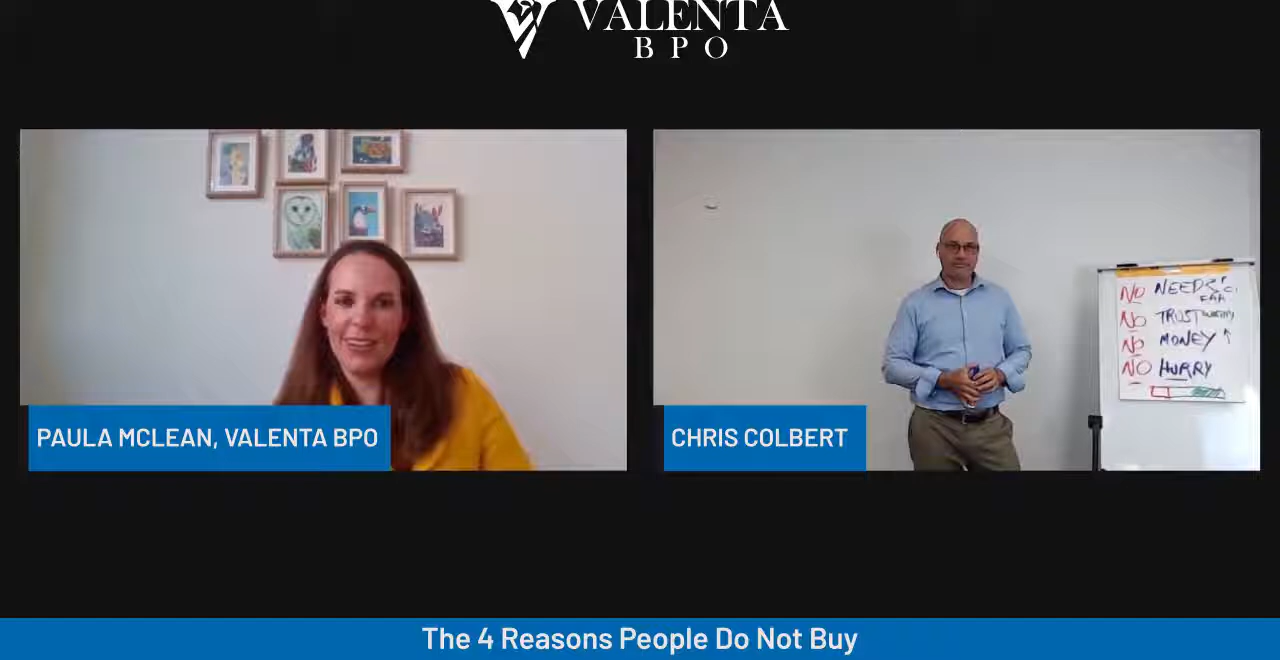 VALENTA
BPO
NO NEEDS
NO TRUST
NO MONEY ↑
NO HURRY
PAULA MCLEAN, VALENTA BPO
CHRIS COLBERT
The 4 Reasons People Do Not Buy